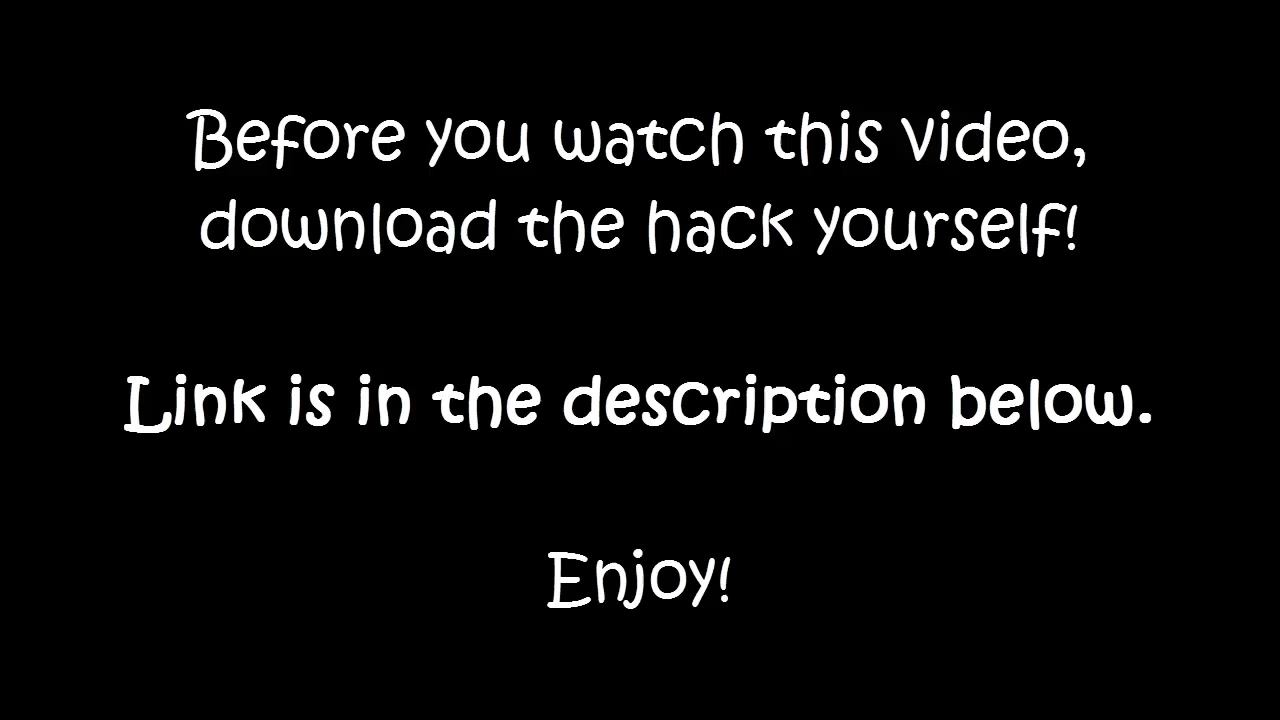 Before you watch this video,
download the hack yourself!
Link is in the description below.
Enjoy!